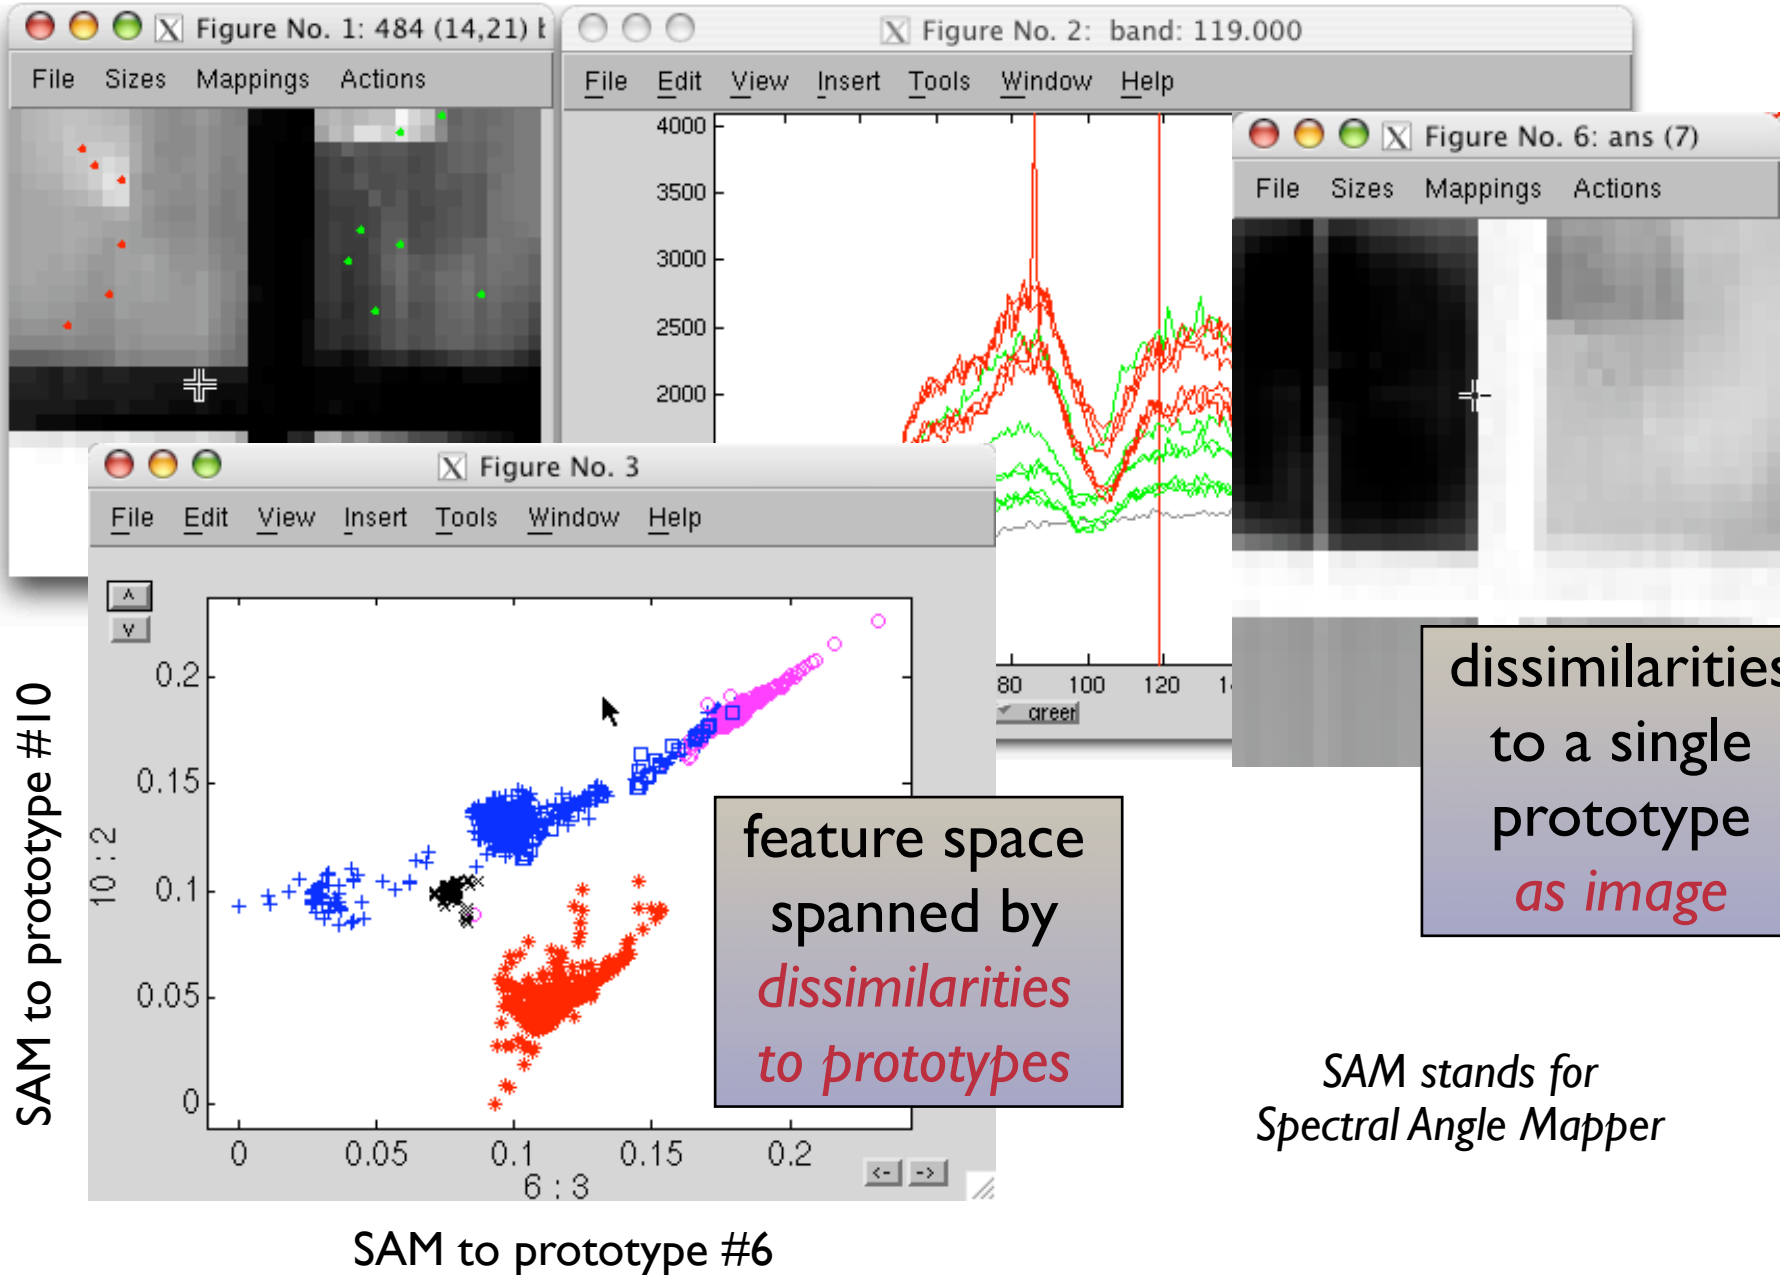 Figure No. 1: 484 (14,21) b
File Sizes Mappings Actions
Figure No. 2: band: 119.000
File Edit View Insert Tools Window Help
4000
3500
3000
2500
2000
80 100 120 1
green
Figure No. 6: ans (7)
File Sizes Mappings Actions
dissimilarities
to a single
prototype
as image
Figure No. 3
File Edit View Insert Tools Window Help
^
v
0.2
0.15
0.1
0.05
0
10 : 2
0 0.05 0.1 0.15 0.2
6 : 3
<- ->
feature space
spanned by
dissimilarities
to prototypes
SAM to prototype #10
SAM to prototype #6
SAM stands for
Spectral Angle Mapper